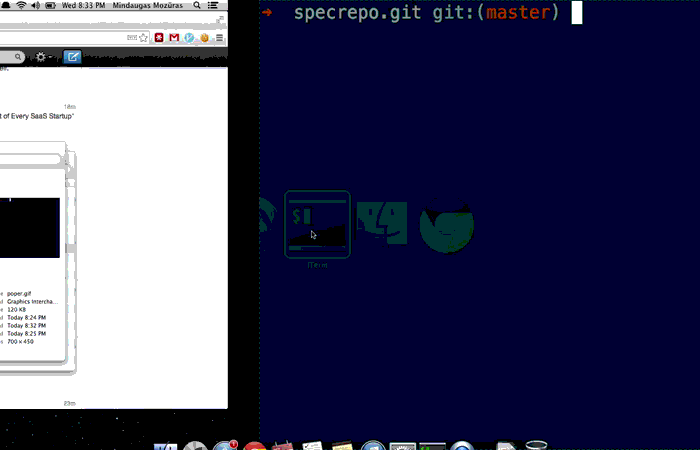 Wed 8:33 PM Mindaugas Mozūras
18m
t of Every SaaS Startup"
poper.gif
Graphics Intercha...
120 KB
Today 8:24 PM
Today 8:32 PM
Today 8:25 PM
700 × 450
23m
➜ specrepo.git git:(master)
$
iTerm